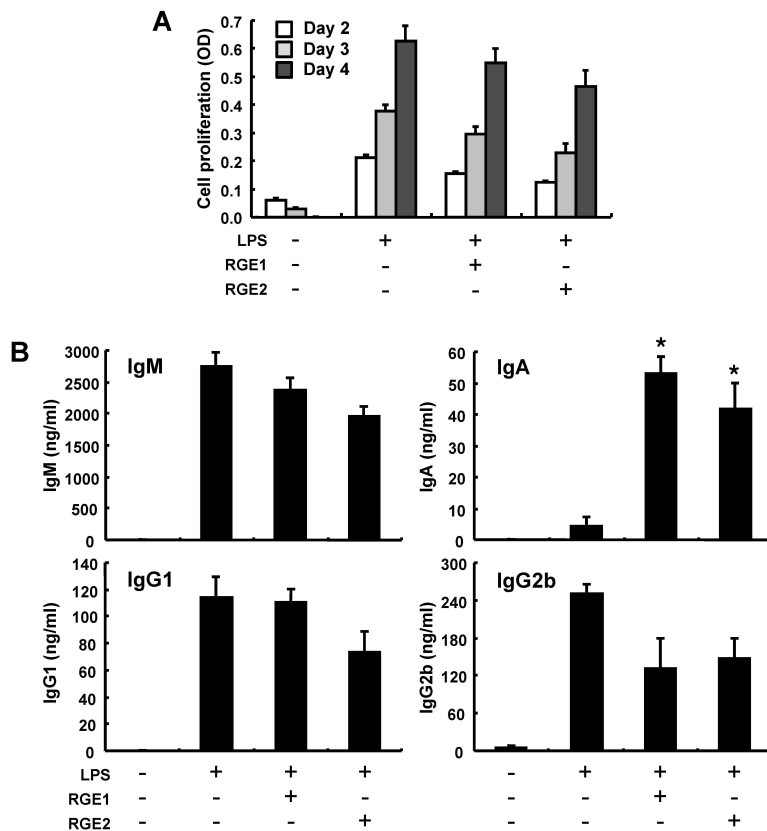 A
Cell proliferation (OD)
0.7
0.6
0.5
0.4
0.3
0.2
0.1
0.0
Day 2
Day 3
Day 4
LPS - + + +
RGE1 - - + -
RGE2 - - - +
B
IgM
IgM (ng/ml)
3000
2500
2000
1500
1000
500
0
IgA
IgA (ng/ml)
60
50
40
30
20
10
0
*
*
IgG1
IgG1 (ng/ml)
140
120
100
80
60
40
20
0
IgG2b
IgG2b (ng/ml)
300
240
180
120
60
0
LPS - + + + - + + +
RGE1 - - + - - - + -
RGE2 - - - + - - - +